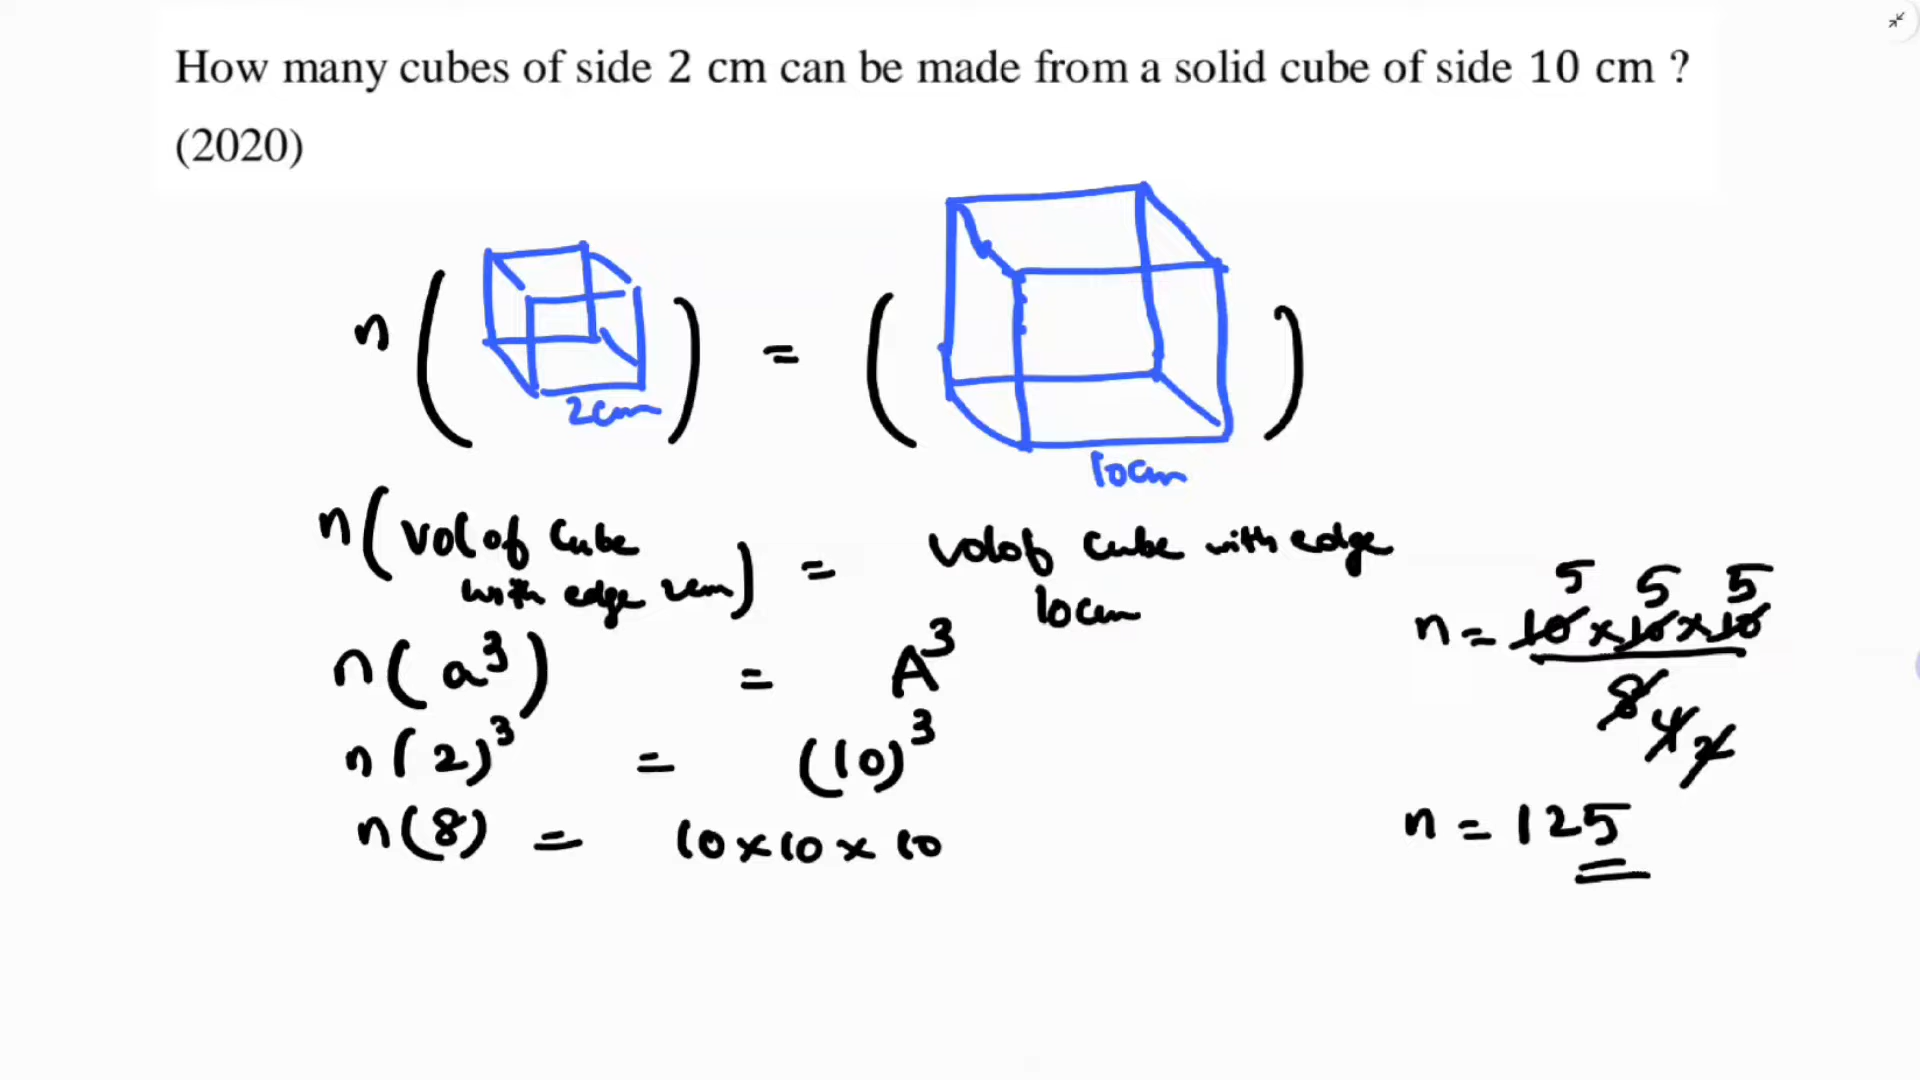 How many cubes of side 2 cm can be made from a solid cube of side 10 cm ?
(2020)
n ( ) = ( )
2cm
10cm
n ( vol of cube = vol of cube with edge
with edge 2cm ) 10cm
n ( a³ ) = A³
n ( 2 )³ = (10)³
n ( 8 ) = 10 x 10 x 10
5 5 5
n = 10 x 10 x 10
8 4 2
n = 125